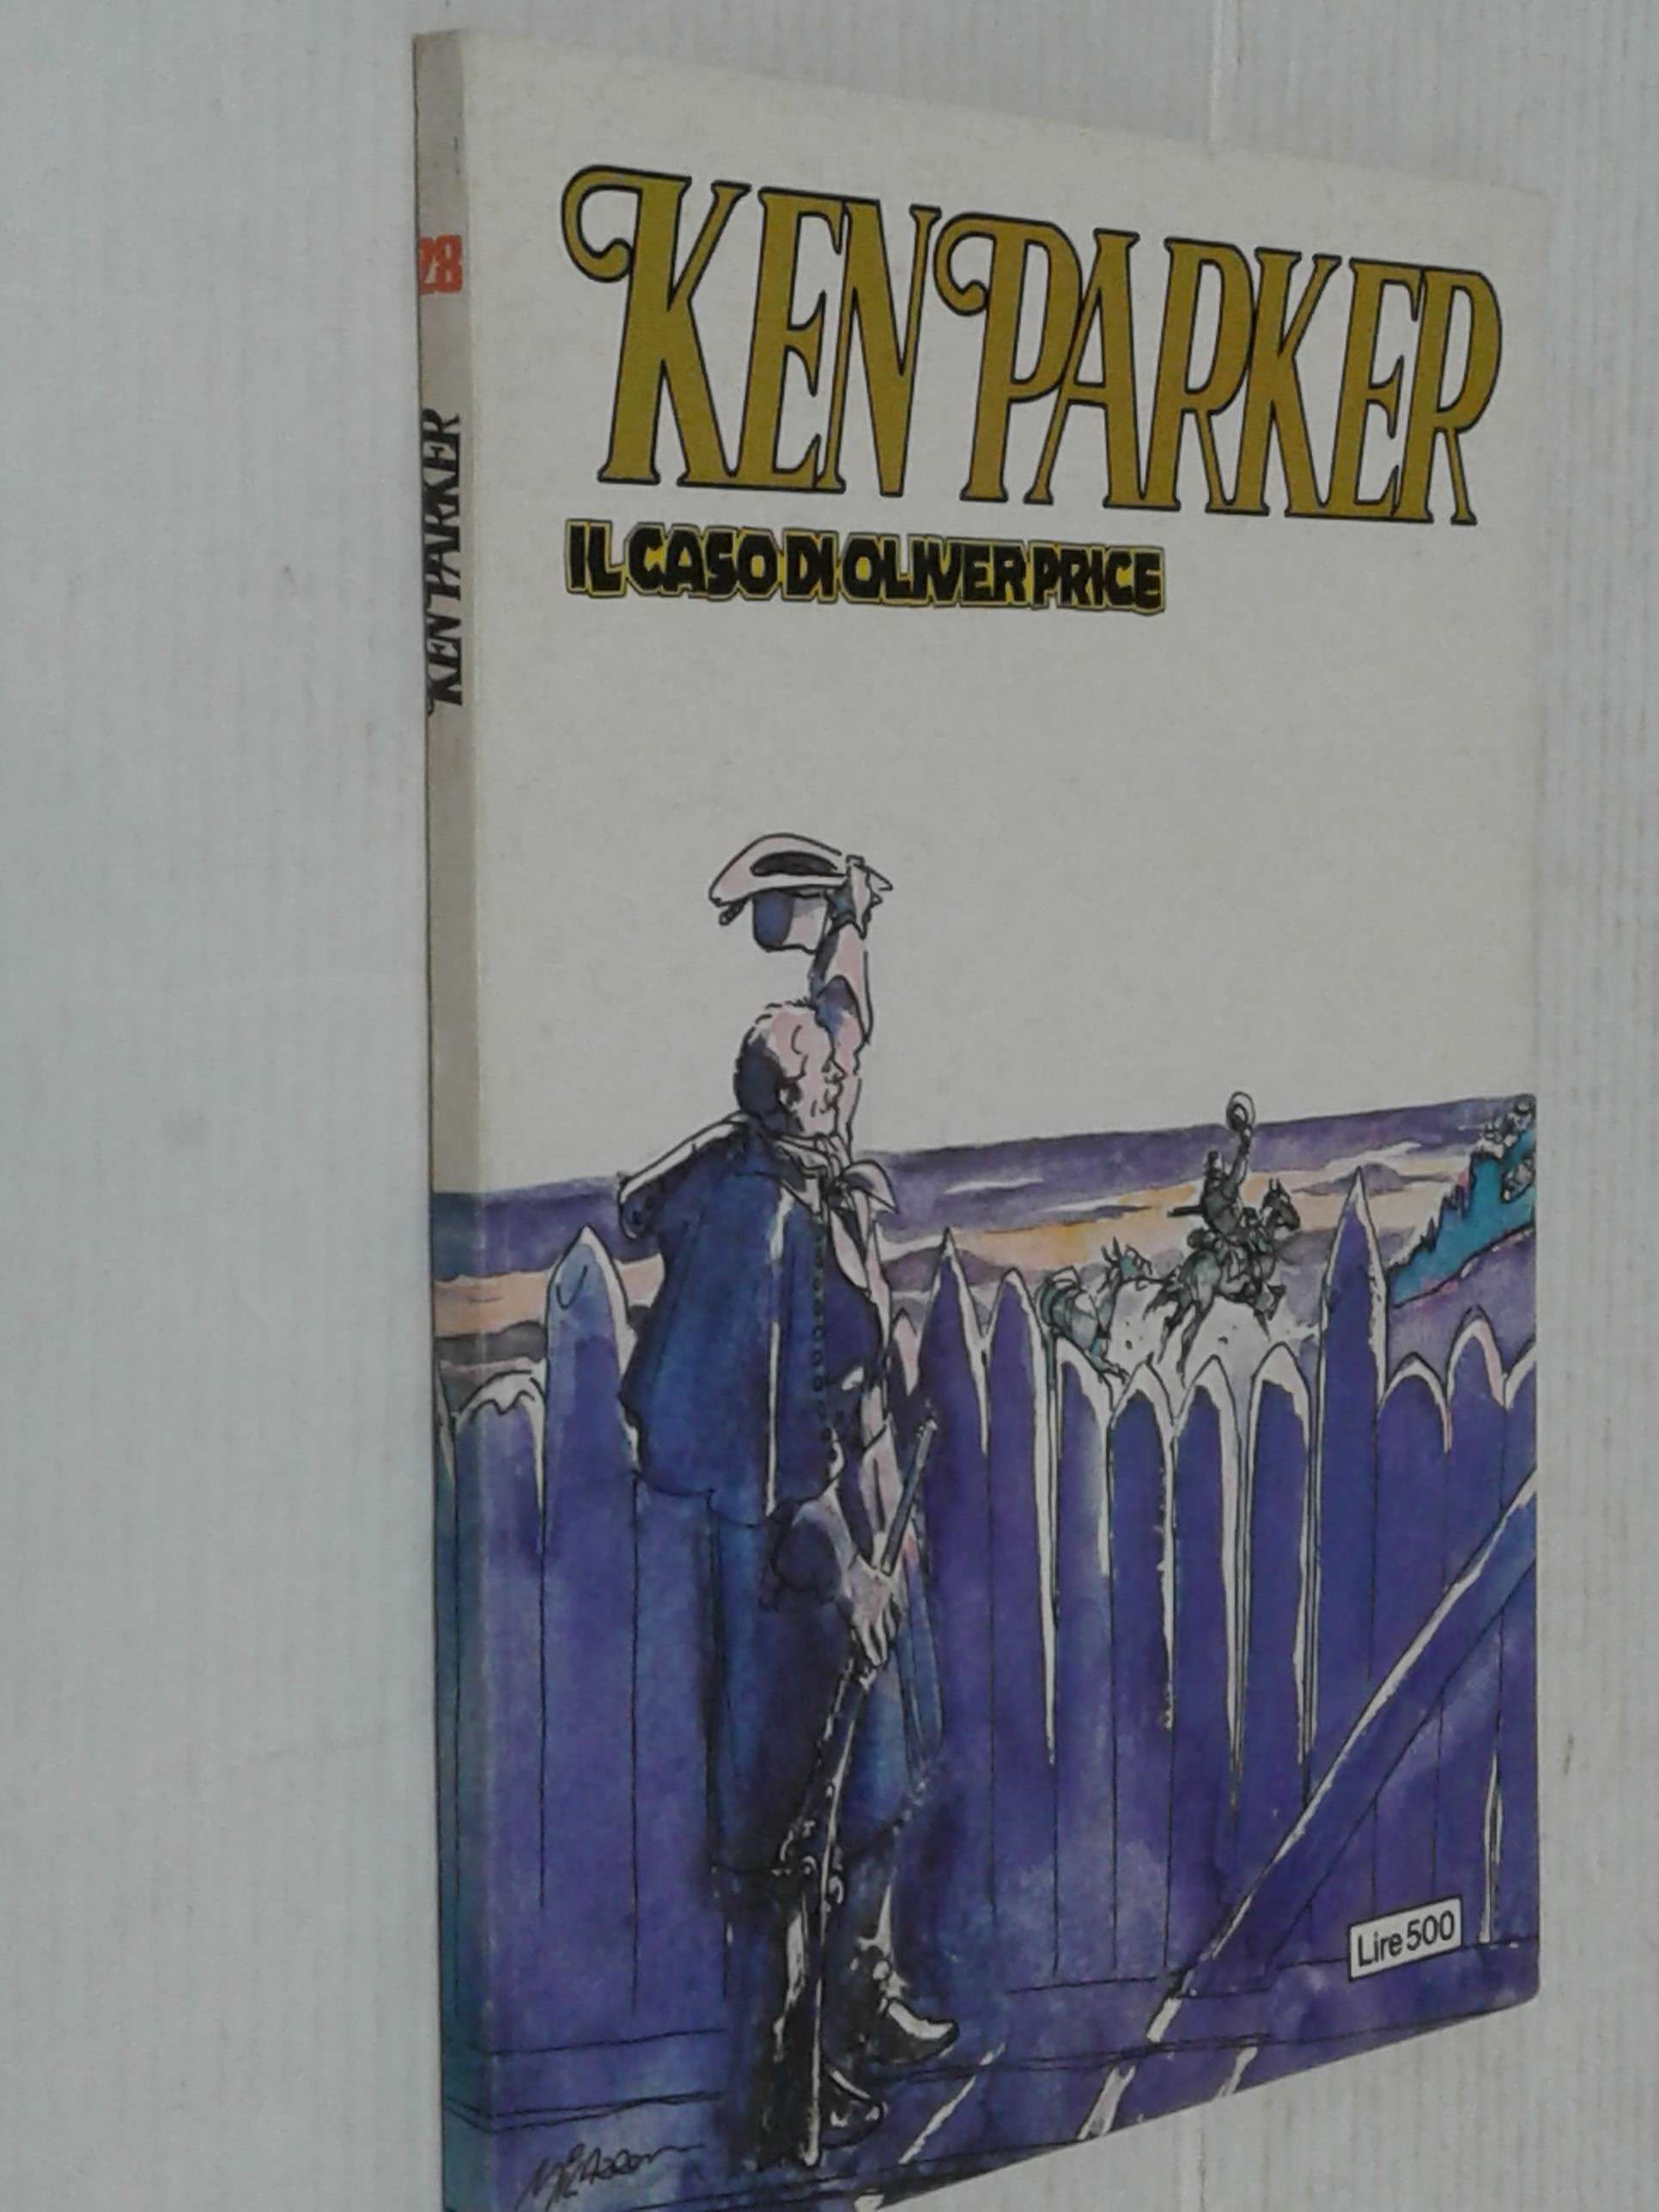 28
KEN PARKER
KEN PARKER
IL CASO DI OLIVER PRICE
Lire 500